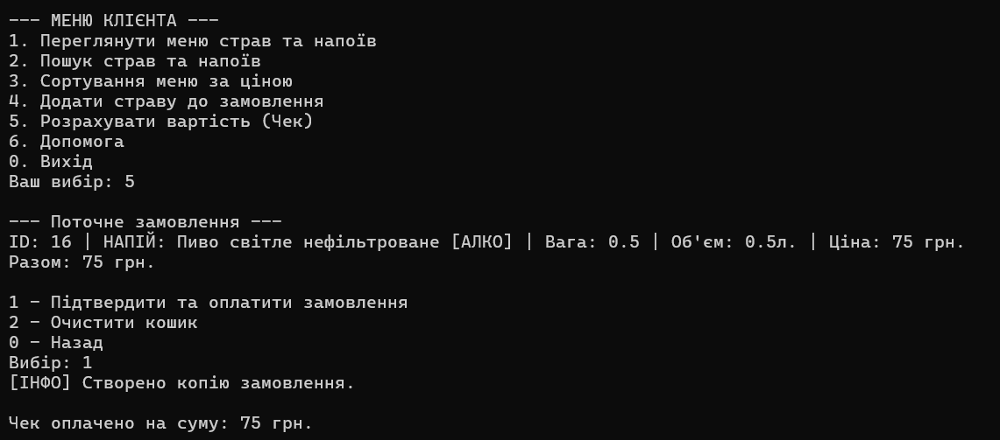 --- МЕНЮ КЛІЄНТА ---
1. Переглянути меню страв та напоїв
2. Пошук страв та напоїв
3. Сортування меню за ціною
4. Додати страву до замовлення
5. Розрахувати вартість (Чек)
6. Допомога
0. Вихід
Ваш вибір: 5
--- Поточне замовлення ---
ID: 16 | НАПІЙ: Пиво світле нефільтроване [АЛКО] | Вага: 0.5 | Об'єм: 0.5л. | Ціна: 75 грн.
Разом: 75 грн.
1 - Підтвердити та оплатити замовлення
2 - Очистити кошик
0 - Назад
Вибір: 1
[ІНФО] Створено копію замовлення.
Чек оплачено на суму: 75 грн.